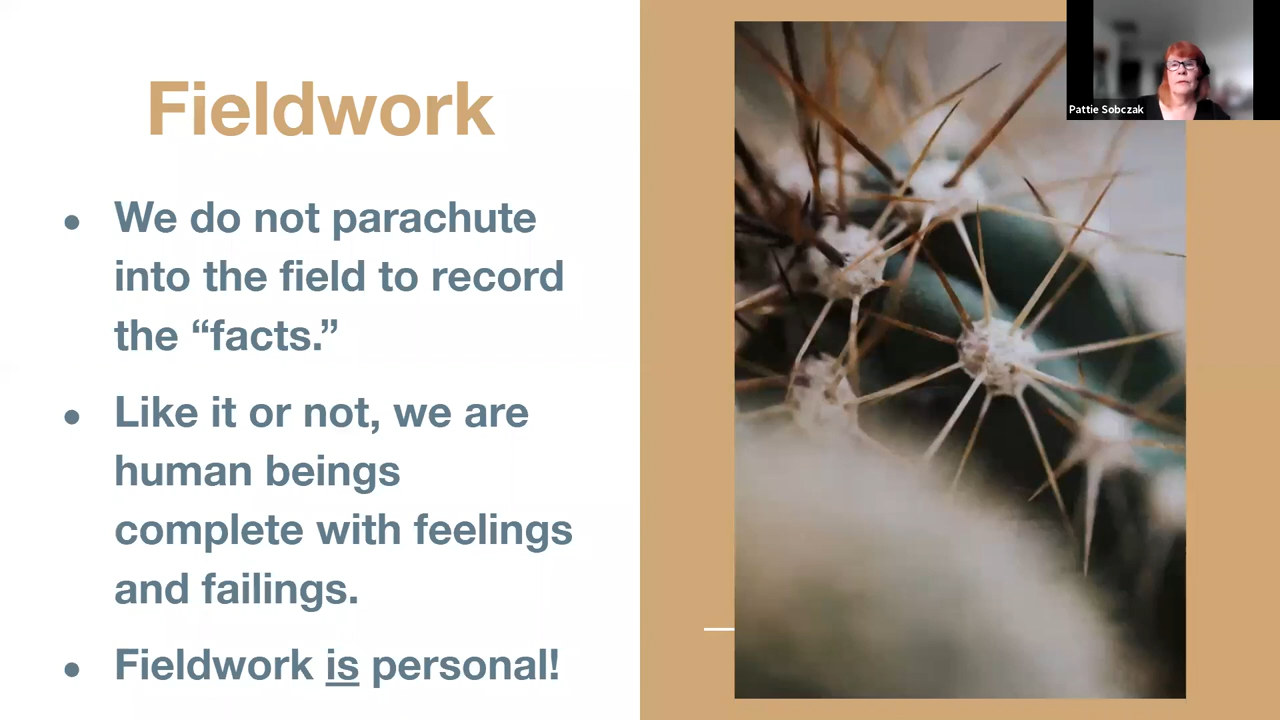 Fieldwork
• We do not parachute
into the field to record
the “facts.”
• Like it or not, we are
human beings
complete with feelings
and failings.
• Fieldwork is personal!
Pattie Sobczak